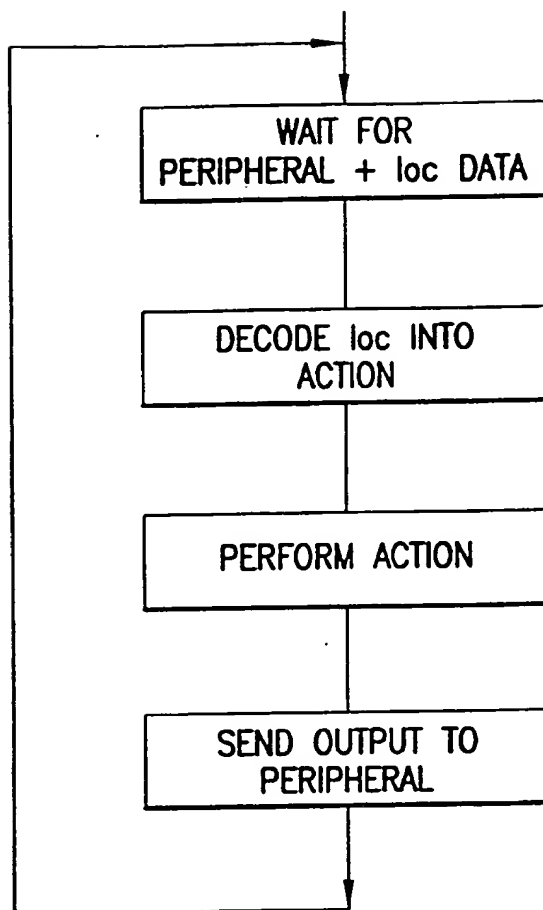 WAIT FOR
PERIPHERAL + loc DATA
DECODE loc INTO
ACTION
PERFORM ACTION
SEND OUTPUT TO
PERIPHERAL